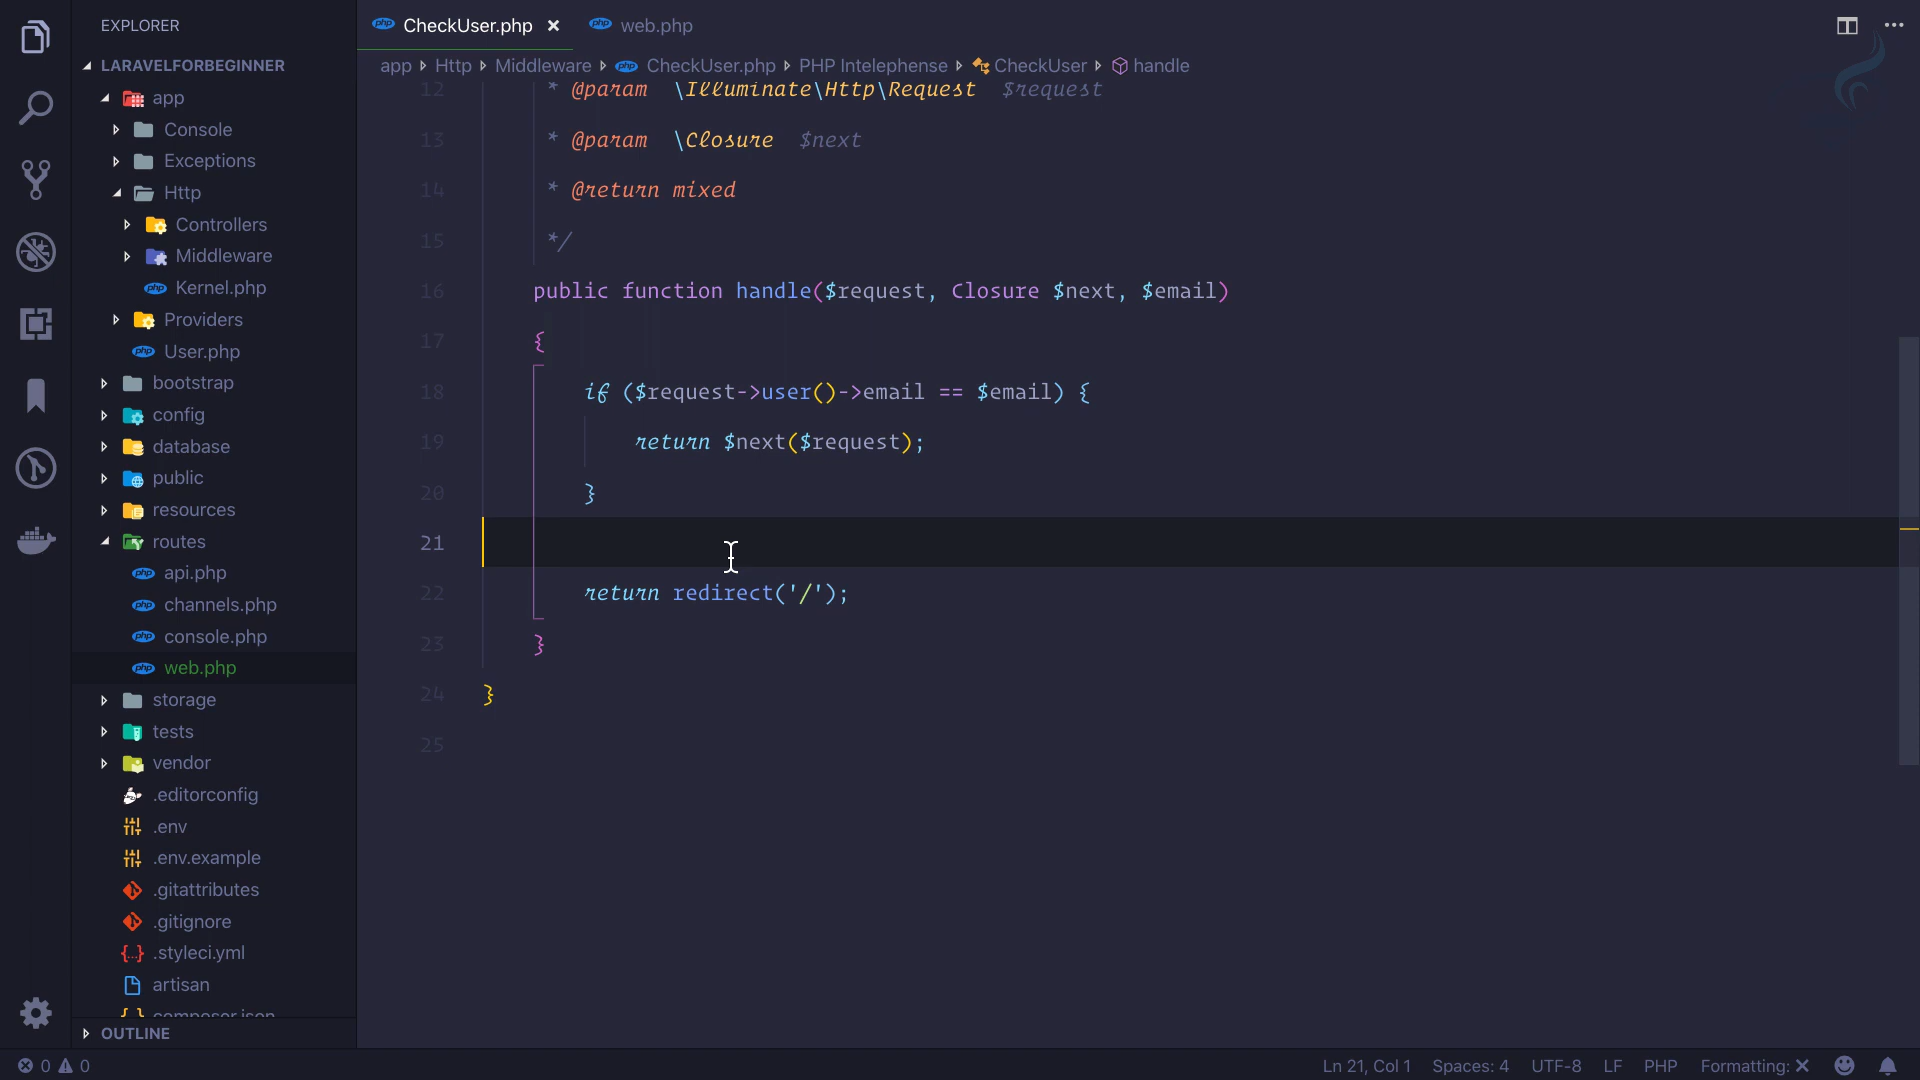 EXPLORER
LARAVELFORBEGINNER
app
Console
Exceptions
Http
Controllers
Middleware
Kernel.php
Providers
User.php
bootstrap
config
database
public
resources
routes
api.php
channels.php
console.php
web.php
storage
tests
vendor
.editorconfig
.env
.env.example
.gitattributes
.gitignore
.styleci.yml
artisan
composer.json
OUTLINE
CheckUser.php × web.php
app Http Middleware CheckUser.php PHP Intelephense CheckUser handle
12 * @param \Illuminate\Http\Request $request
13 * @param \Closure $next
14 * @return mixed
15 */
16 public function handle($request, Closure $next, $email)
17 {
18 if ($request->user()->email == $email) {
19 return $next($request);
20 }
21
22 return redirect('/');
23 }
24 }
25
0 0 Ln 21, Col 1 Spaces: 4 UTF-8 LF PHP Formatting: ×